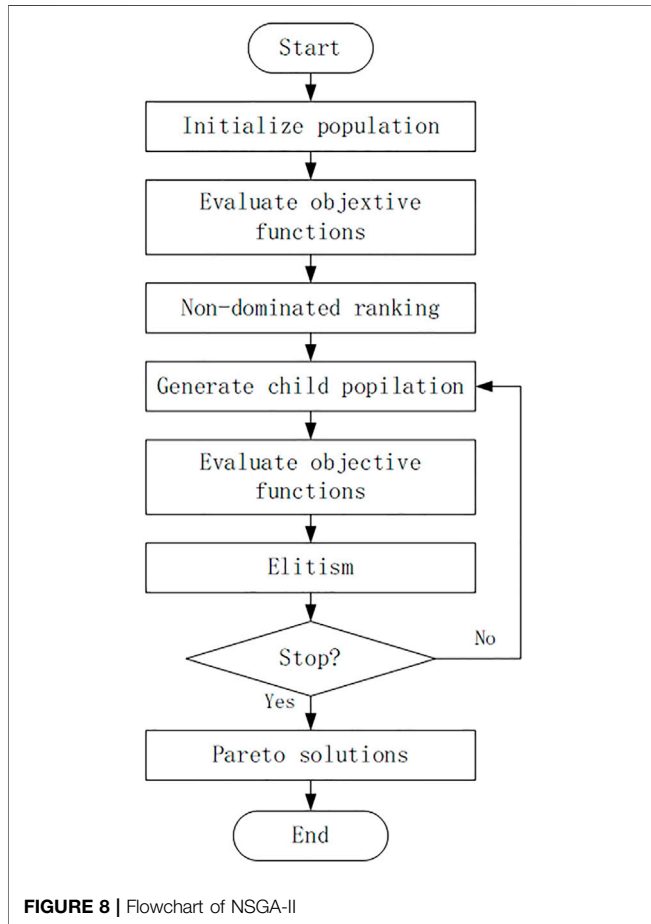 Start
Initialize population
Evaluate objextive
functions
Non-dominated ranking
Generate child popilation
Evaluate objective
functions
Elitism
Stop?
No
Yes
Pareto solutions
End
FIGURE 8 | Flowchart of NSGA-II